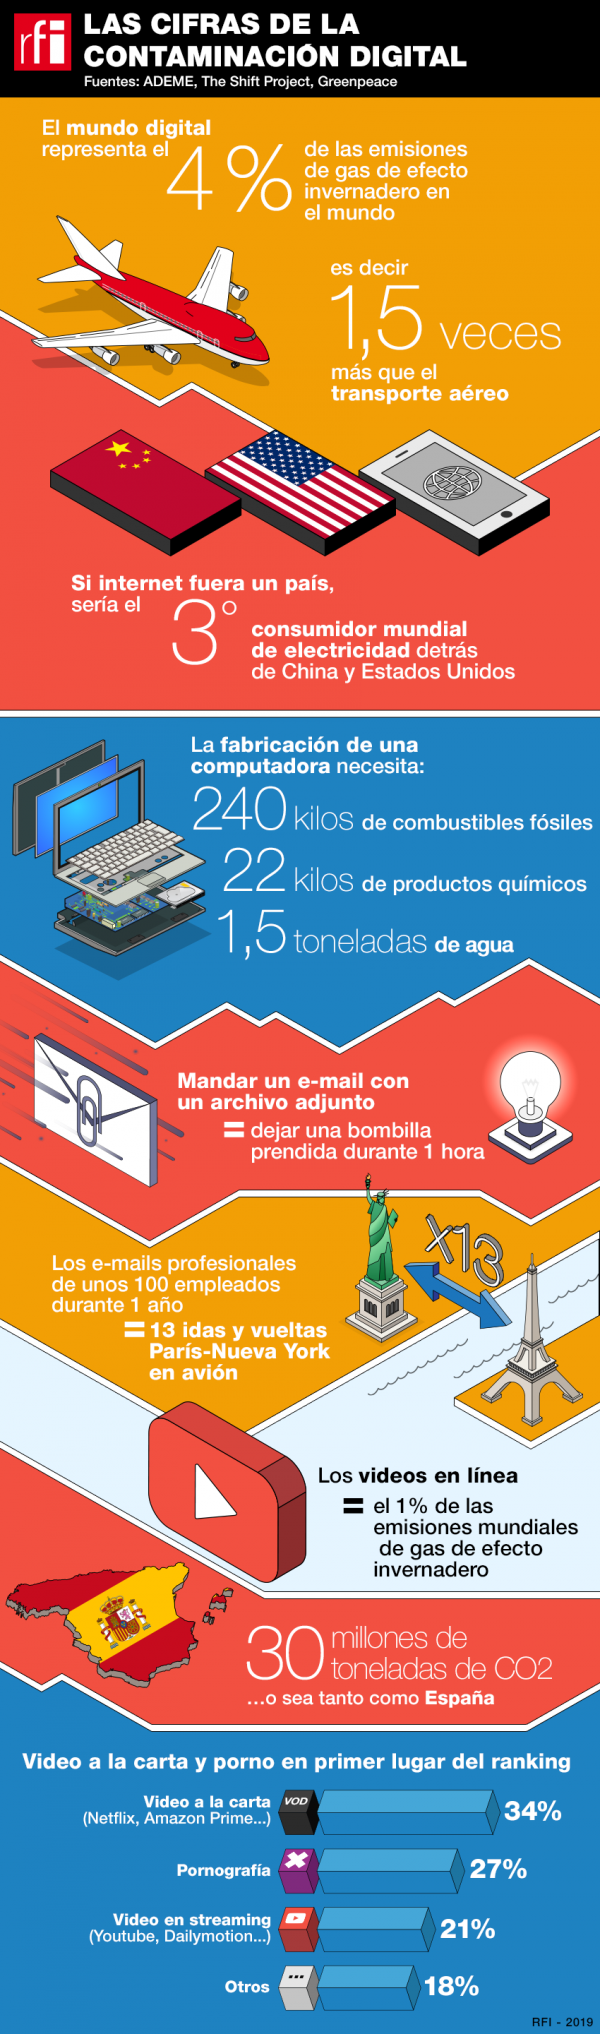 rfi
LAS CIFRAS DE LA
CONTAMINACIÓN DIGITAL
Fuentes: ADEME, The Shift Project, Greenpeace
El mundo digital
representa el
4%
de las emisiones
de gas de efecto
invernadero en
el mundo
es decir
1,5 veces
más que el
transporte aéreo
Si internet fuera un país,
sería el
3°
consumidor mundial
de electricidad detrás
de China y Estados Unidos
La fabricación de una
computadora necesita:
240 kilos de combustibles fósiles
22 kilos de productos químicos
1,5 toneladas de agua
Mandar un e-mail con
un archivo adjunto
= dejar una bombilla
prendida durante 1 hora
X13
Los e-mails profesionales
de unos 100 empleados
durante 1 año
= 13 idas y vueltas
París-Nueva York
en avión
Los videos en línea
= el 1% de las
emisiones mundiales
de gas de efecto
invernadero
30 millones de
toneladas de CO2
...o sea tanto como España
Video a la carta y porno en primer lugar del ranking
Video a la carta
(Netflix, Amazon Prime...)
VOD
34%
Pornografía
27%
Video en streaming
(Youtube, Dailymotion...)
21%
Otros
...
18%
RFI - 2019